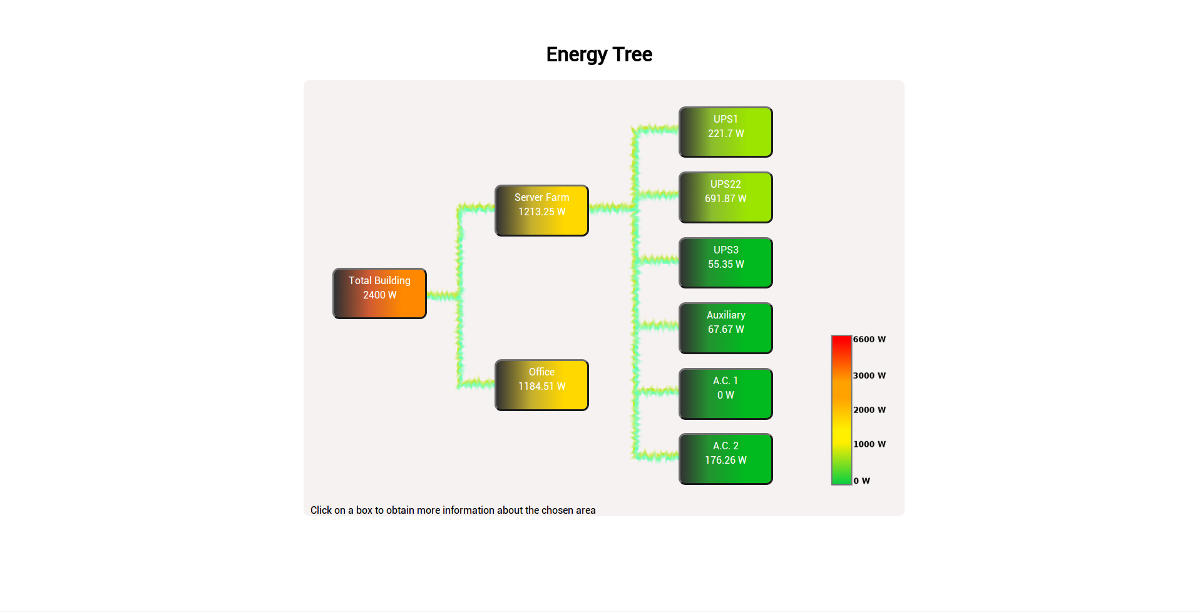 Energy Tree
UPS1
221.7 W
UPS22
691.87 W
Server Farm
1213.25 W
UPS3
55.35 W
Total Building
2400 W
Auxiliary
67.67 W
Office
1184.51 W
A.C. 1
0 W
A.C. 2
176.26 W
6600 W
3000 W
2000 W
1000 W
0 W
Click on a box to obtain more information about the chosen area